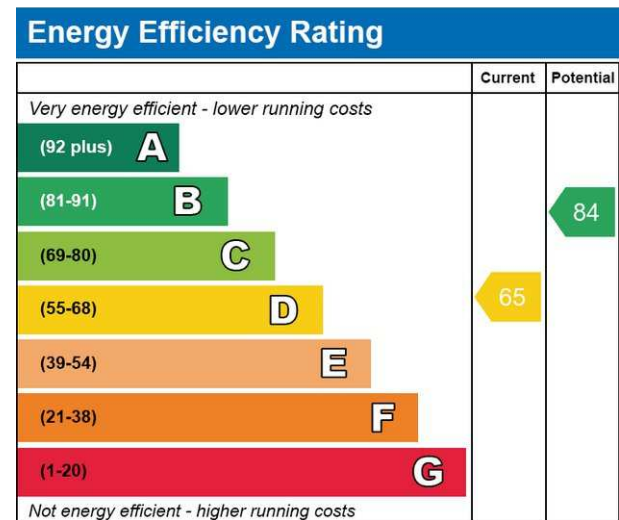 Energy Efficiency Rating
Current Potential
Very energy efficient - lower running costs
(92 plus) A
(81-91) B
84
(69-80) C
(55-68) D
65
(39-54) E
(21-38) F
(1-20) G
Not energy efficient - higher running costs